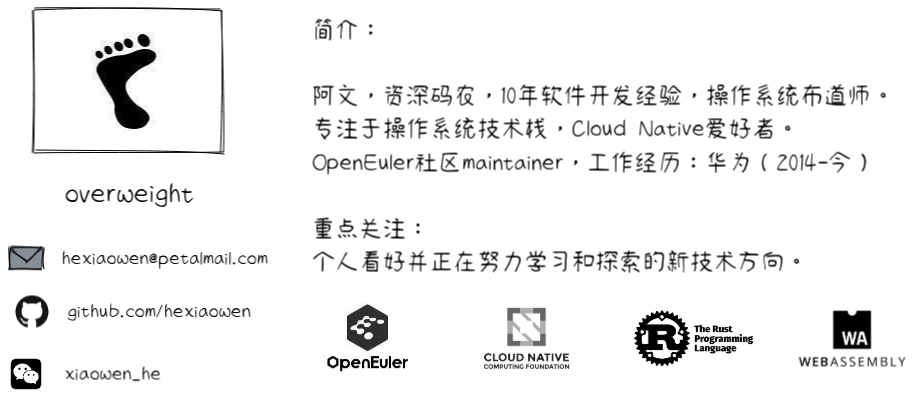 overweight
hexiaowen@petalmail.com
github.com/hexiaowen
xiaowen_he
简介：
阿文，资深码农，10年软件开发经验，操作系统布道师。
专注于操作系统技术栈，Cloud Native爱好者。
OpenEuler社区maintainer，工作经历：华为（2014-今）
重点关注：
个人看好并正在努力学习和探索的新技术方向。
OpenEuler
CLOUD NATIVE
COMPUTING FOUNDATION
R
The Rust
Programming
Language
WA
WEBASSEMBLY